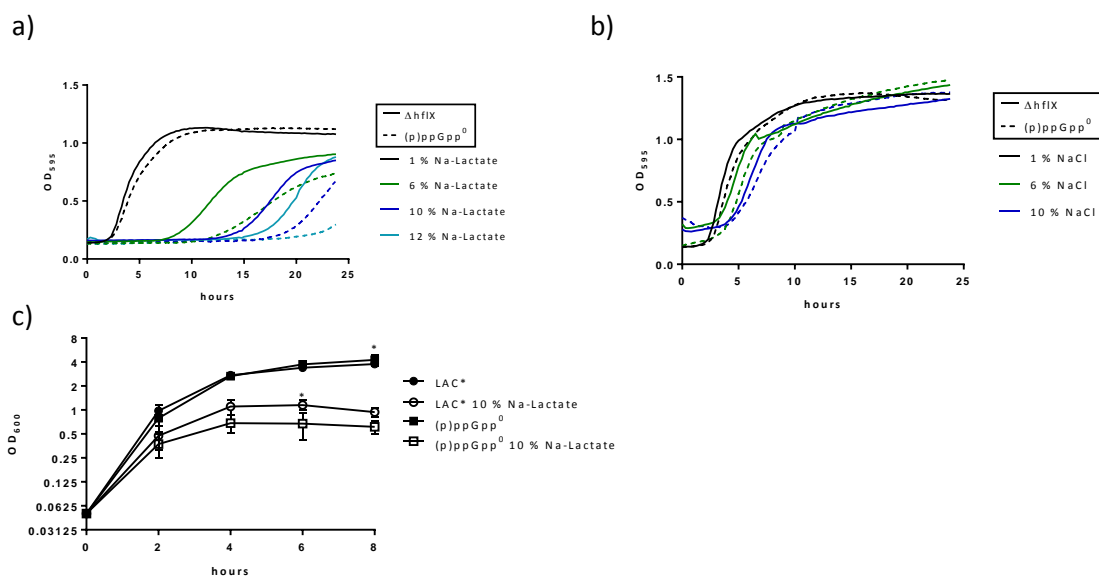 a)
OD595
1.5
1.0
0.5
0.0
0 5 10 15 20 25
hours
ΔhflX
(p)ppGpp0
1 % Na-Lactate
6 % Na-Lactate
10 % Na-Lactate
12 % Na-Lactate
b)
OD595
1.5
1.0
0.5
0.0
0 5 10 15 20 25
hours
ΔhflX
(p)ppGpp0
1 % NaCl
6 % NaCl
10 % NaCl
c)
OD600
8
4
2
1
0.5
0.25
0.125
0.0625
0.03125
0 2 4 6 8
hours
*
*
LAC*
LAC* 10 % Na-Lactate
(p)ppGpp0
(p)ppGpp0 10 % Na-Lactate